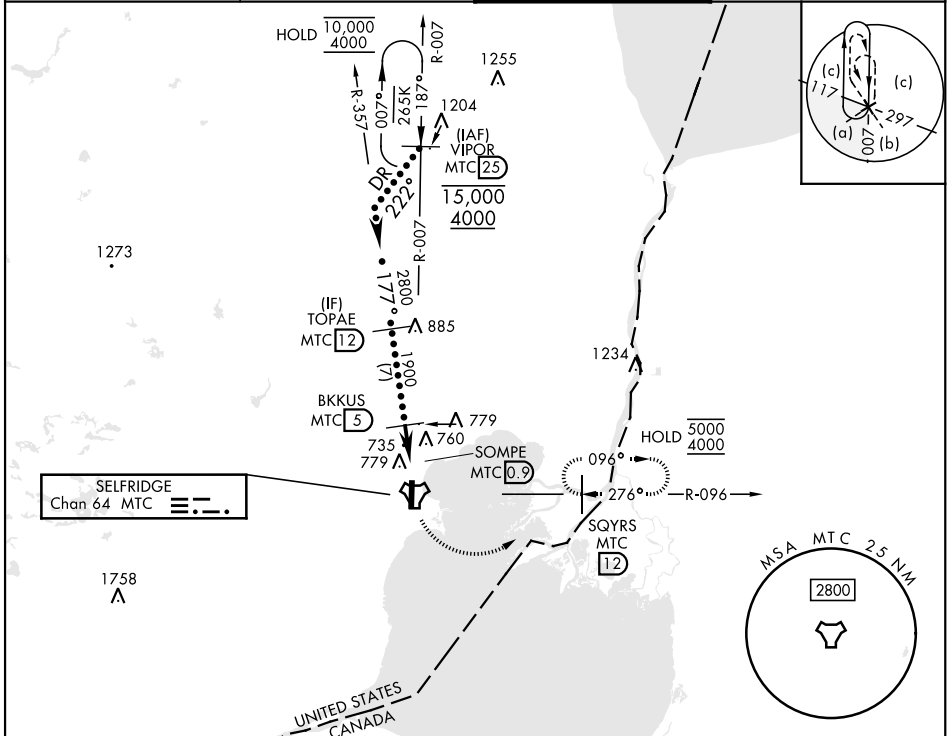 HOLD 10,000
4000
R-007
1255
R-357
007°
265K
187°
1204
(IAF)
VIPOR
MTC 25
15,000
4000
DR
222°
R-007
1273
2800
177°
(IF)
TOPAE
MTC 12
885
1900
(7)
1234
BKKUS
MTC 5
779
735
760
779
SOMPE
MTC 0.9
HOLD 5000
4000
096°
276°
R-096
SQYRS
MTC
12
SELFRIDGE
Chan 64 MTC
1758
UNITED STATES
CANADA
(c)
(c)
117
297
(a)
(b)
007
MSA MTC 25 NM
2800